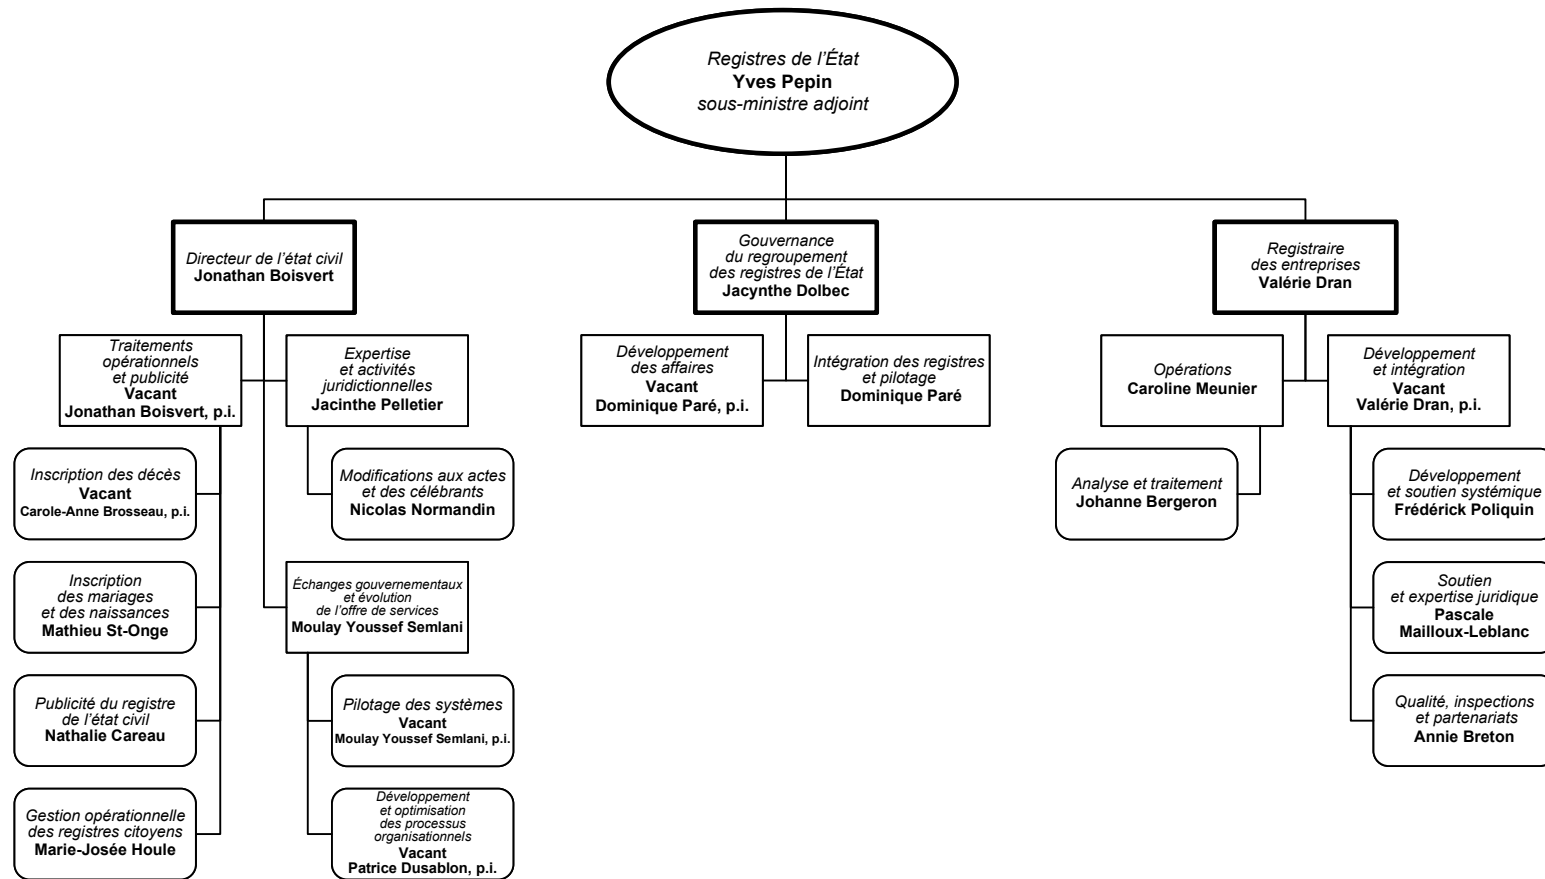 Registres de l’État
Yves Pepin
sous-ministre adjoint
Directeur de l’état civil
Jonathan Boisvert
Gouvernance
du regroupement
des registres de l’État
Jacynthe Dolbec
Registraire
des entreprises
Valérie Dran
Traitements
opérationnels
et publicité
Vacant
Jonathan Boisvert, p.i.
Expertise
et activités
juridictionnelles
Jacinthe Pelletier
Développement
des affaires
Vacant
Dominique Paré, p.i.
Intégration des registres
et pilotage
Dominique Paré
Opérations
Caroline Meunier
Développement
et intégration
Vacant
Valérie Dran, p.i.
Inscription des décès
Vacant
Carole-Anne Brosseau, p.i.
Modifications aux actes
et des célébrants
Nicolas Normandin
Analyse et traitement
Johanne Bergeron
Développement
et soutien systémique
Frédérick Poliquin
Inscription
des mariages
et des naissances
Mathieu St-Onge
Échanges gouvernementaux
et évolution
de l’offre de services
Moulay Youssef Semlani
Soutien
et expertise juridique
Pascale
Mailloux-Leblanc
Publicité du registre
de l’état civil
Nathalie Careau
Pilotage des systèmes
Vacant
Moulay Youssef Semlani, p.i.
Qualité, inspections
et partenariats
Annie Breton
Gestion opérationnelle
des registres citoyens
Marie-Josée Houle
Développement
et optimisation
des processus
organisationnels
Vacant
Patrice Dusablon, p.i.